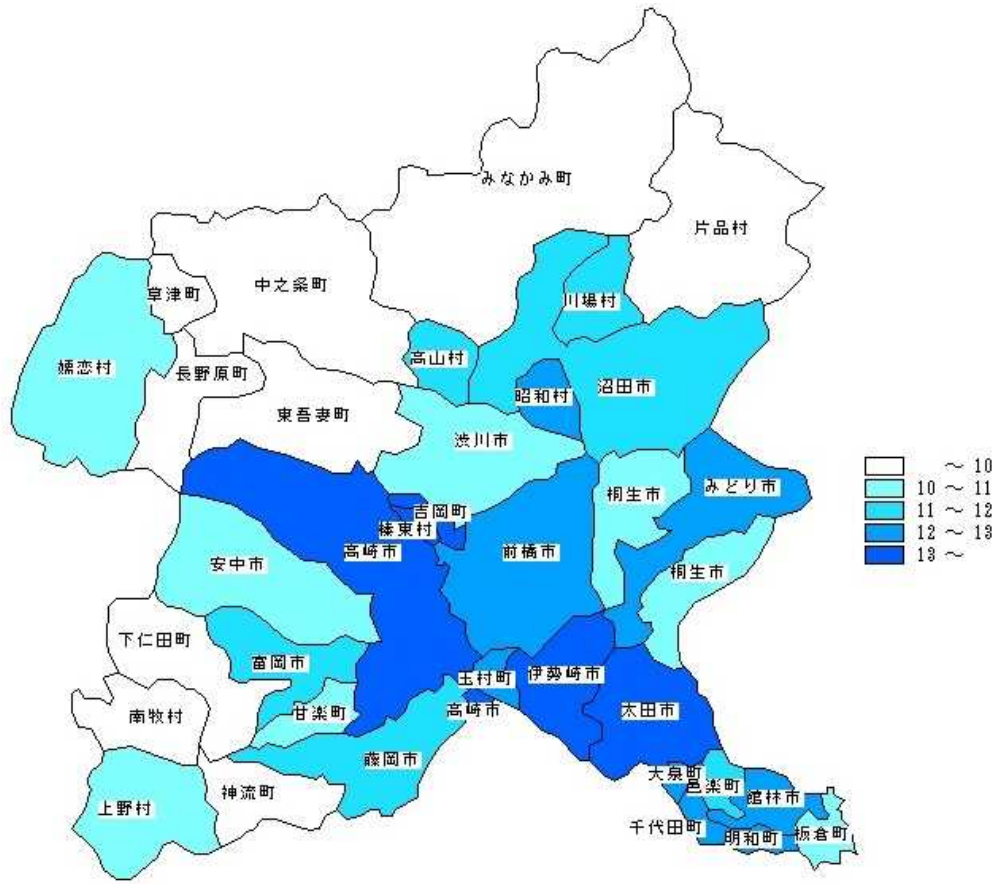 みなかみ町
片品村
中之条町
草津町
川場村
高山村
嬬恋村
長野原町
昭和村
沼田市
東吾妻町
渋川市
～ 10
10 ～ 11
11 ～ 12
12 ～ 13
13 ～
桐生市
みどり市
吉岡町
榛東村
高崎市
前橋市
安中市
桐生市
下仁田町
富岡市
玉村町
伊勢崎市
南牧村
甘楽町
高崎市
太田市
藤岡市
大泉町
邑楽町
上野村
神流町
館林市
千代田町
明和町
板倉町